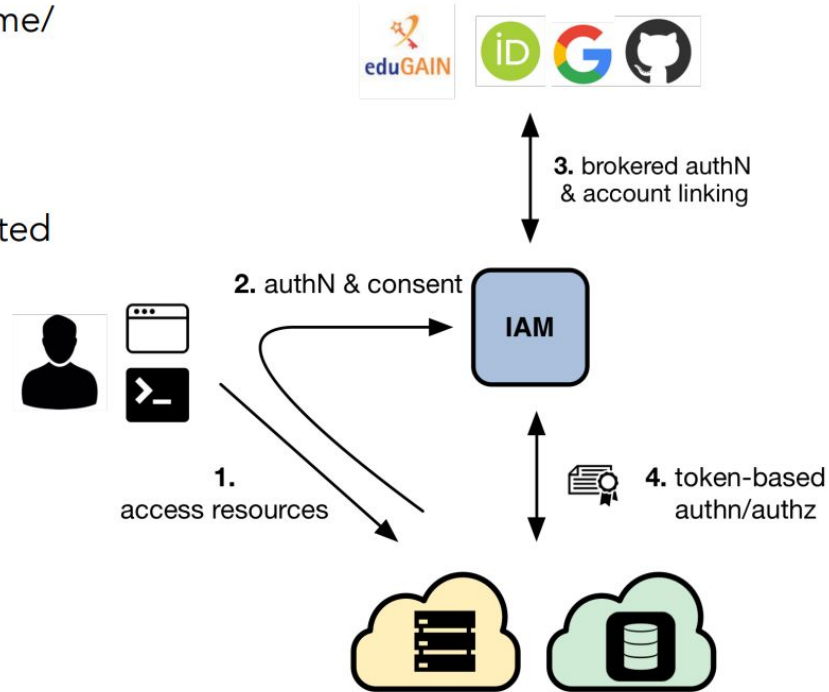 me/
eduGAIN
iD
G
3. brokered authN
& account linking
ted
2. authN & consent
IAM
>_
1.
access resources
4. token-based
authn/authz